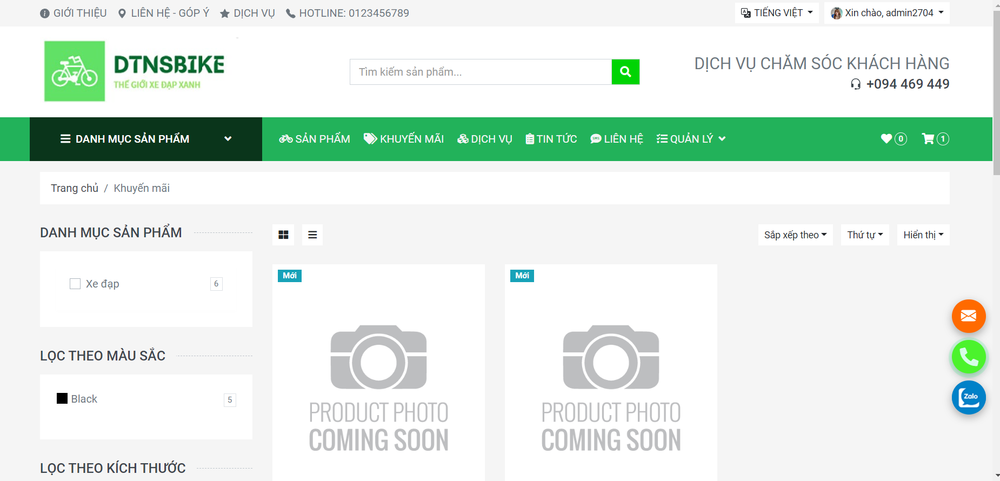 GIỚI THIỆU LIÊN HỆ - GÓP Ý DỊCH VỤ HOTLINE: 0123456789 TIẾNG VIỆT Xin chào, admin2704
DTNSBIKE
THẾ GIỚI XE ĐẠP XANH
Tìm kiếm sản phẩm...
DỊCH VỤ CHĂM SÓC KHÁCH HÀNG
+094 469 449
DANH MỤC SẢN PHẨM SẢN PHẨM KHUYẾN MÃI DỊCH VỤ TIN TỨC SMS LIÊN HỆ QUẢN LÝ 0 1
Trang chủ / Khuyến mãi
DANH MỤC SẢN PHẨM
Xe đạp 6
LỌC THEO MÀU SẮC
Black 5
LỌC THEO KÍCH THƯỚC
Sắp xếp theo Thứ tự Hiển thị
Mới
PRODUCT PHOTO
COMING SOON
Mới
PRODUCT PHOTO
COMING SOON
Zalo